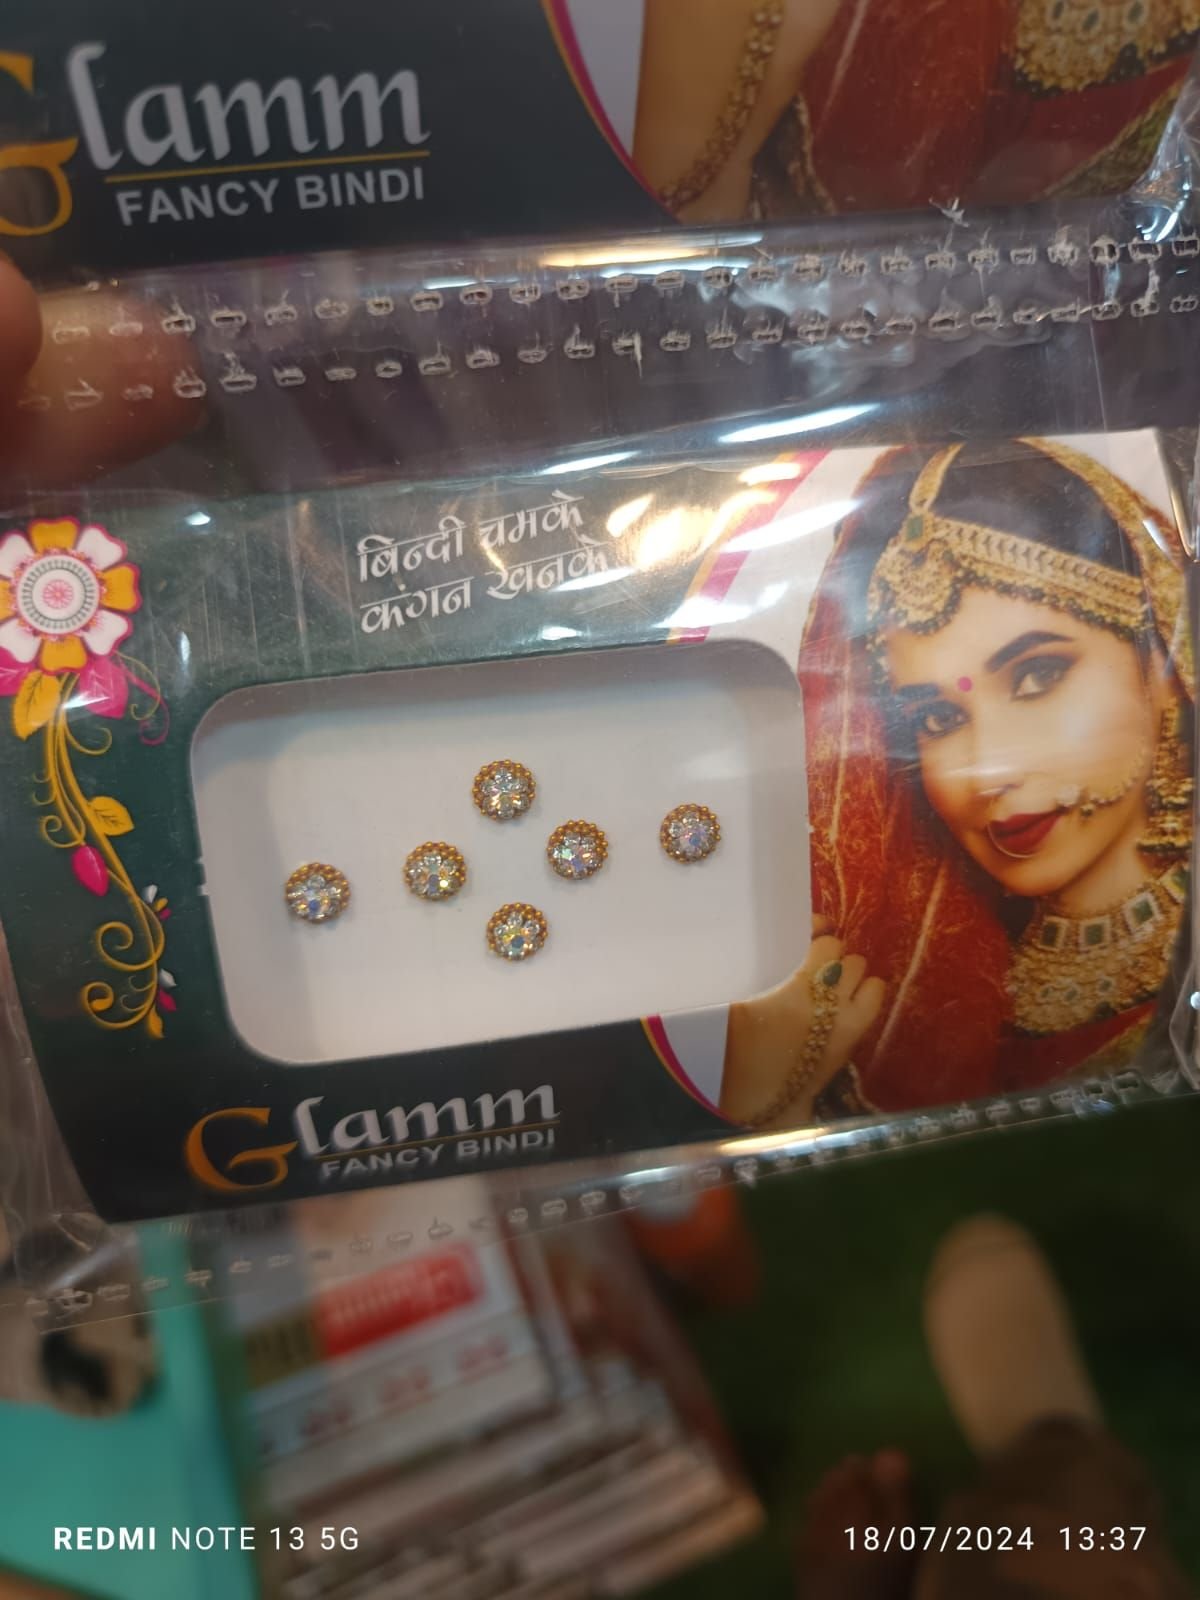 Glamm
FANCY BINDI
बिन्दी चमके
कंगन खनके
Glamm
FANCY BINDI
REDMI NOTE 13 5G
18/07/2024 13:37